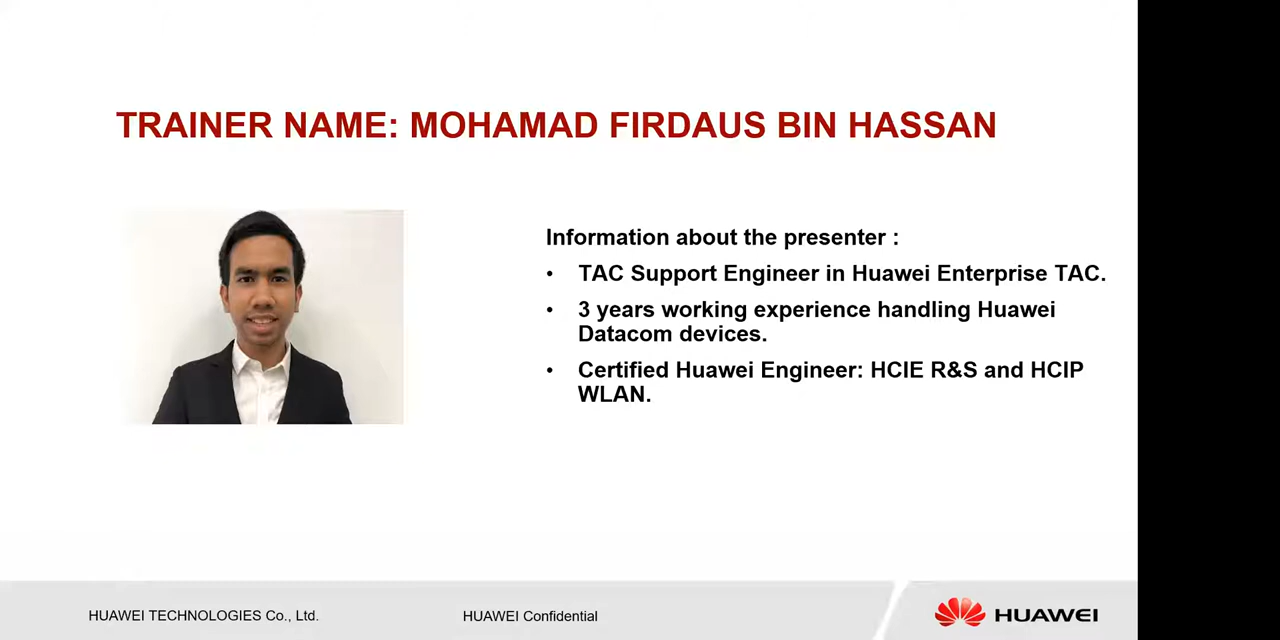 TRAINER NAME: MOHAMAD FIRDAUS BIN HASSAN
Information about the presenter :
• TAC Support Engineer in Huawei Enterprise TAC.
• 3 years working experience handling Huawei
Datacom devices.
• Certified Huawei Engineer: HCIE R&S and HCIP
WLAN.
HUAWEI TECHNOLOGIES Co., Ltd.
HUAWEI Confidential
HUAWEI